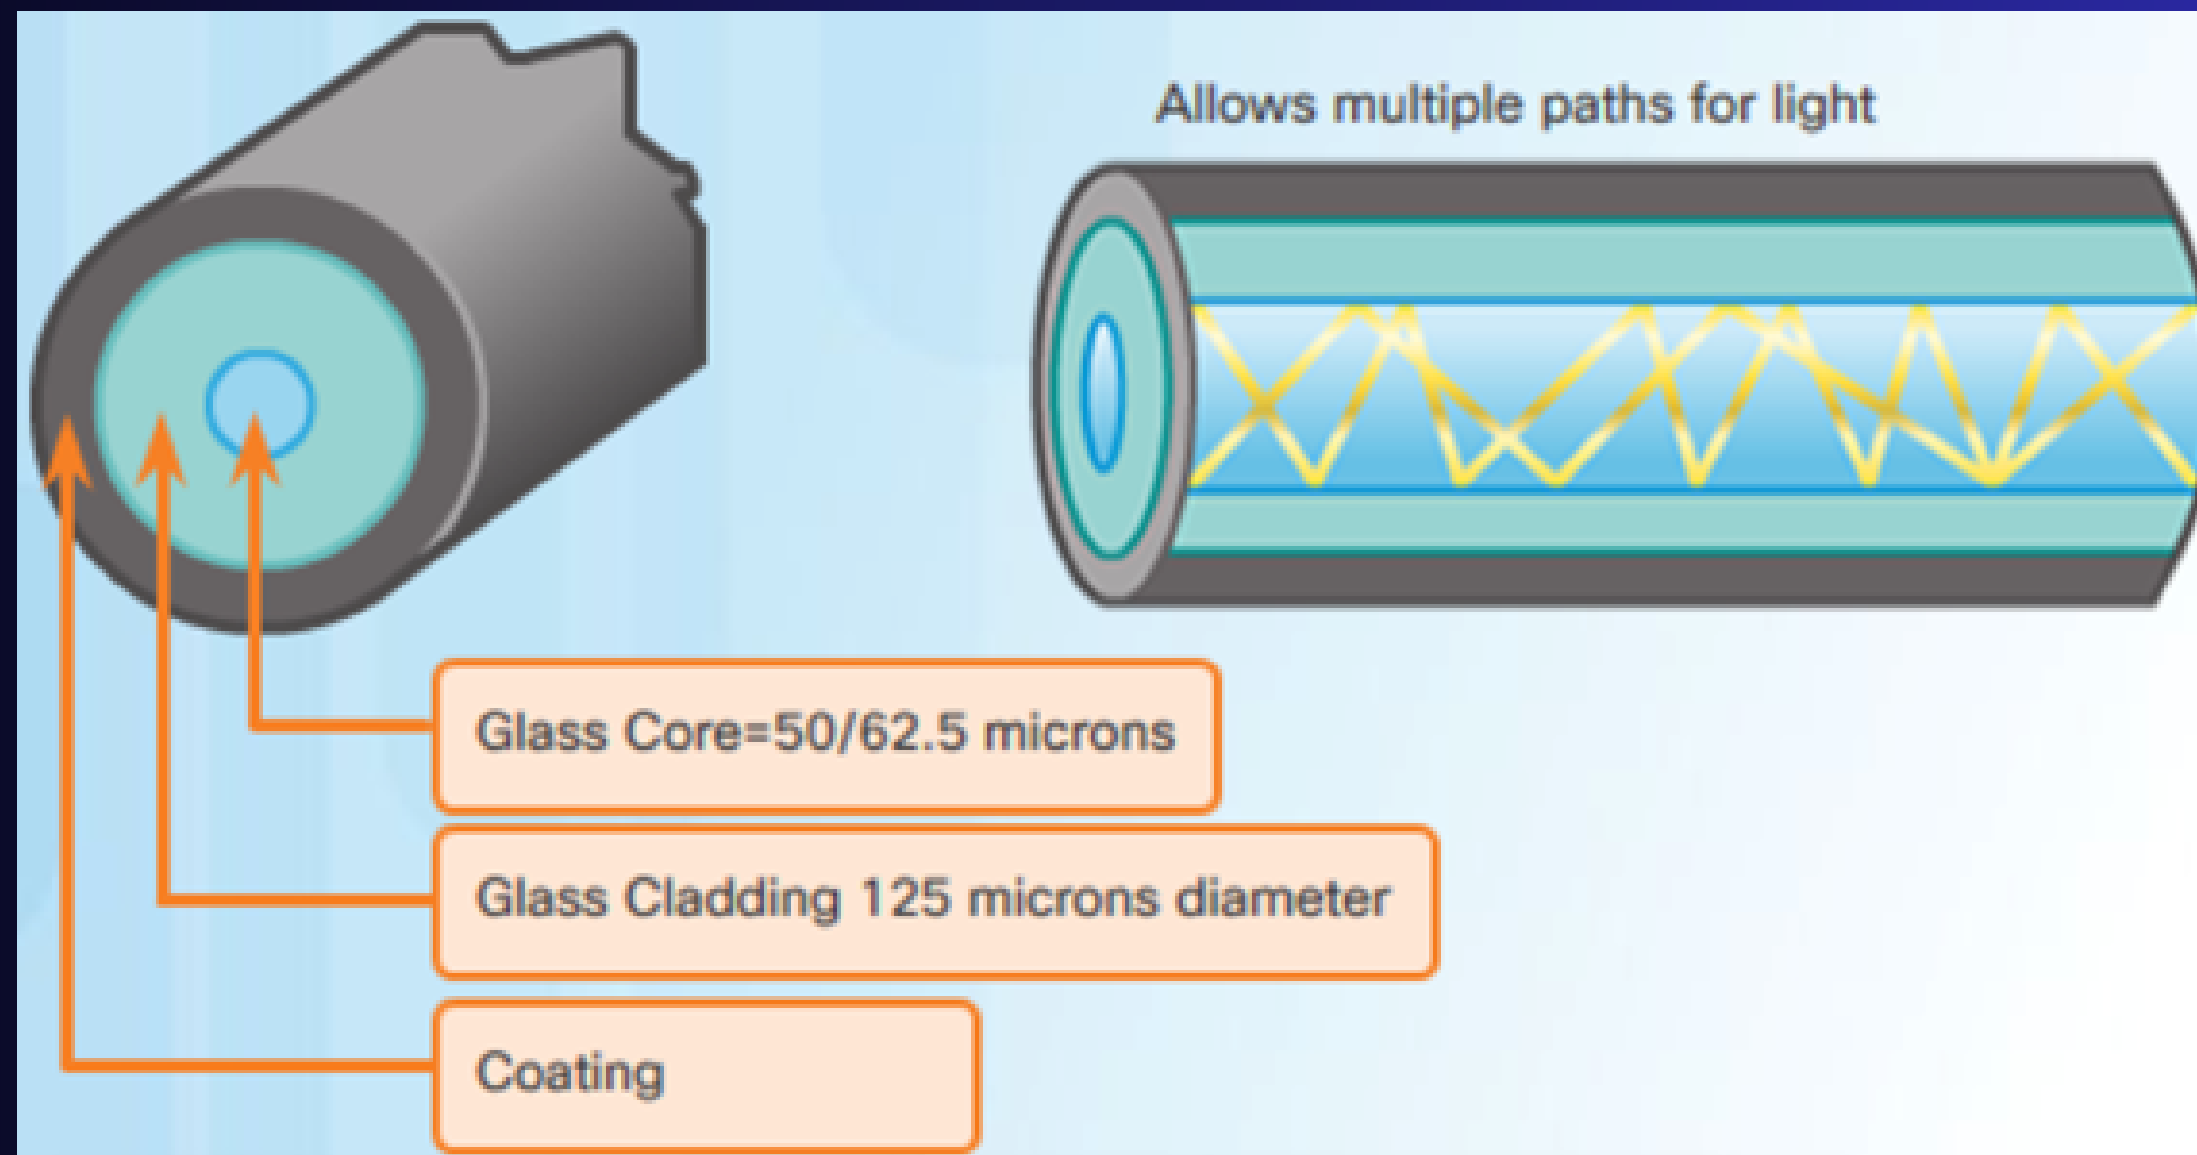 Allows multiple paths for light
Glass Core=50/62.5 microns
Glass Cladding 125 microns diameter
Coating